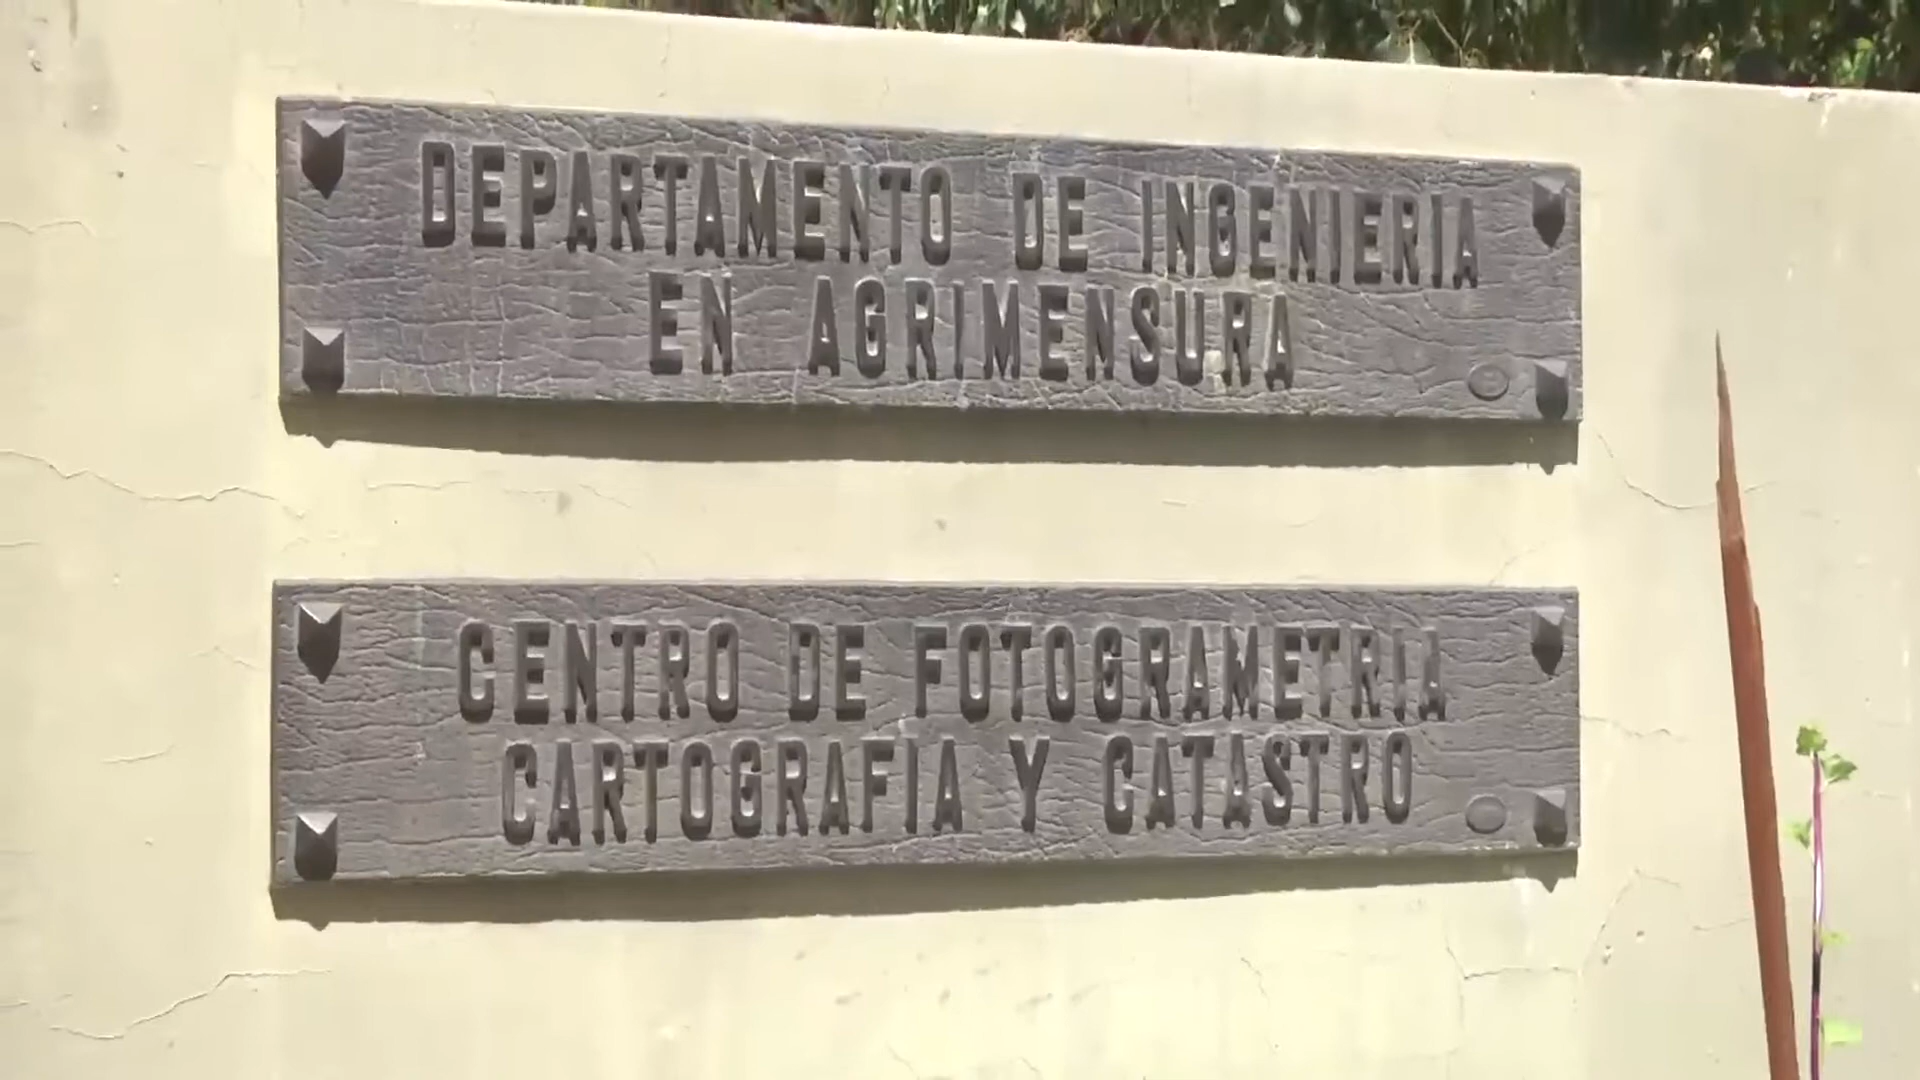 DEPARTAMENTO DE INGENIERIA
EN AGRIMENSURA
CENTRO DE FOTOGRAMETRIA
CARTOGRAFIA Y CATASTRO